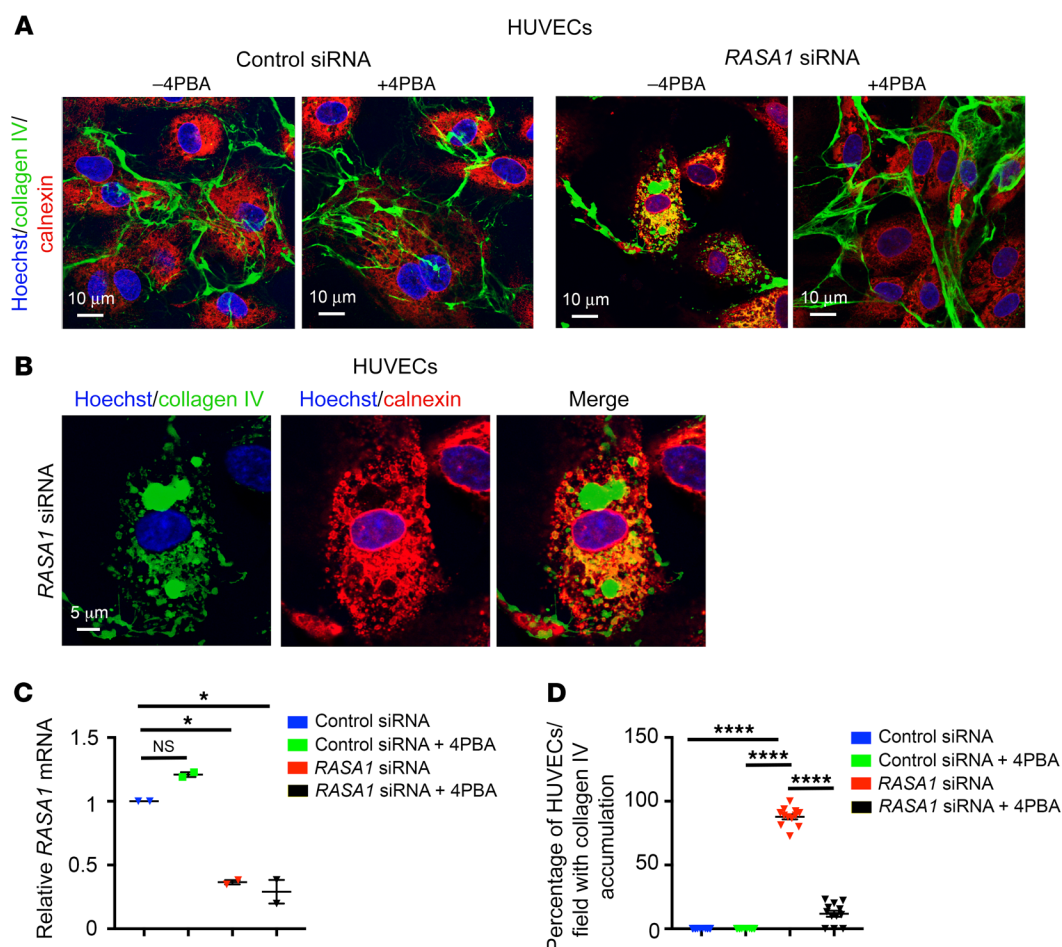 A
HUVECs
Control siRNA
RASA1 siRNA
–4PBA
+4PBA
–4PBA
+4PBA
Hoechst/collagen IV/
calnexin
10 μm
10 μm
10 μm
10 μm
B
HUVECs
Hoechst/collagen IV
Hoechst/calnexin
Merge
RASA1 siRNA
5 μm
C
Relative RASA1 mRNA
1.5
1
0.5
0
*
*
NS
Control siRNA
Control siRNA + 4PBA
RASA1 siRNA
RASA1 siRNA + 4PBA
D
Percentage of HUVECs/
field with collagen IV
accumulation
150
100
50
0
****
****
****
Control siRNA
Control siRNA + 4PBA
RASA1 siRNA
RASA1 siRNA + 4PBA